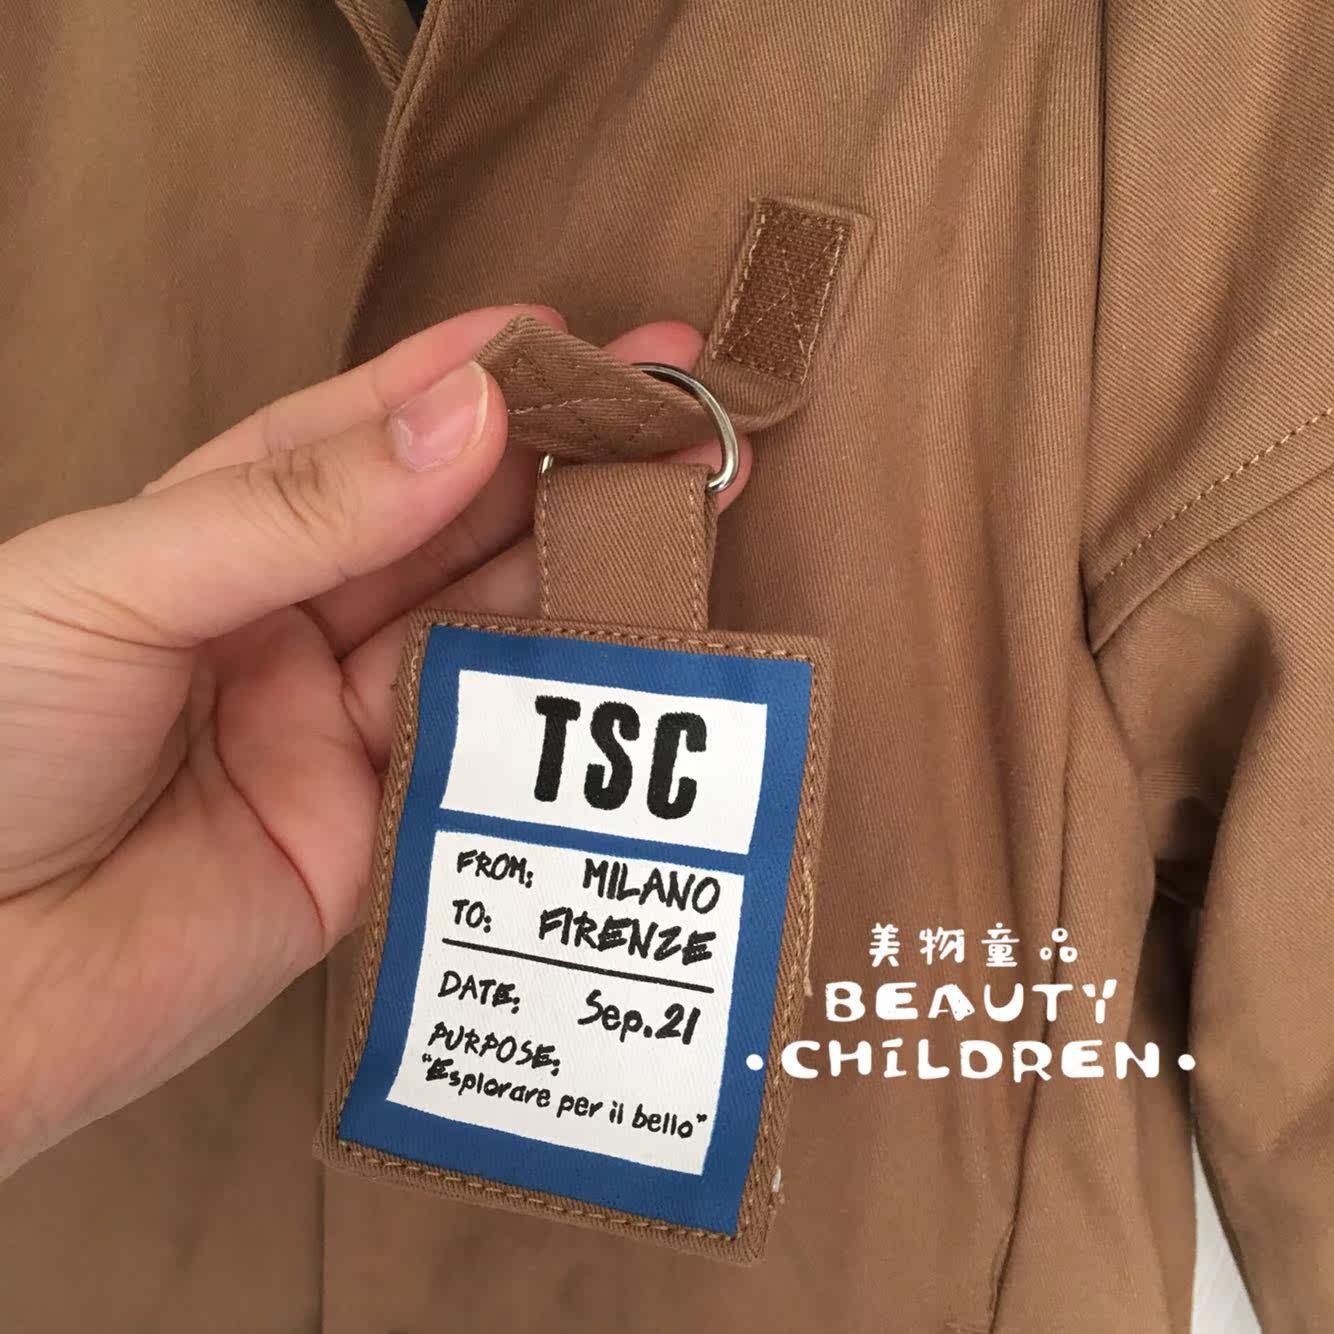 TSC
FROM: MILANO
TO: FIRENZE
DATE: Sep.21
PURPOSE:
"Esplorare per il bello"
美物童品
BEAUTY
•CHiLDREN•